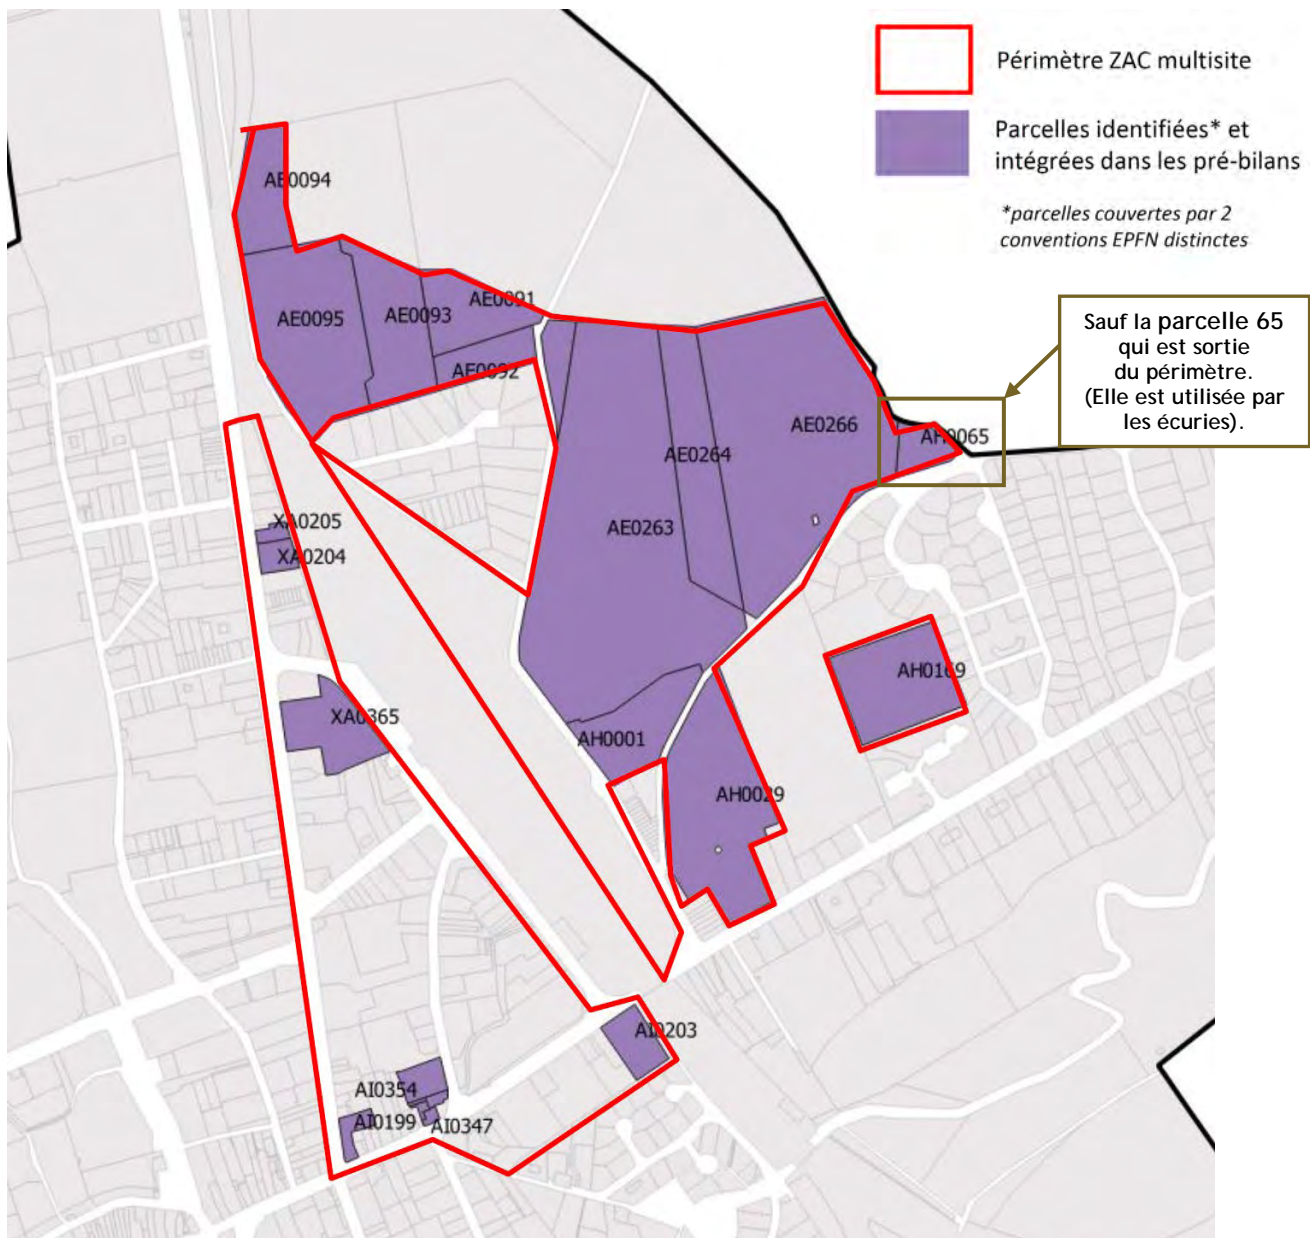 Périmètre ZAC multisite
Parcelles identifiées* et
intégrées dans les pré-bilans
*parcelles couvertes par 2
conventions EPFN distinctes
Sauf la parcelle 65
qui est sortie
du périmètre.
(Elle est utilisée par
les écuries).
AE0094
AE0091
AE0095
AE0093
AE0092
AE0266
AH0065
AE0264
XA0205
AE0263
XA0204
AH0169
XA0365
AH0001
AH0029
AI0203
AI0354
AI0199
AI0347